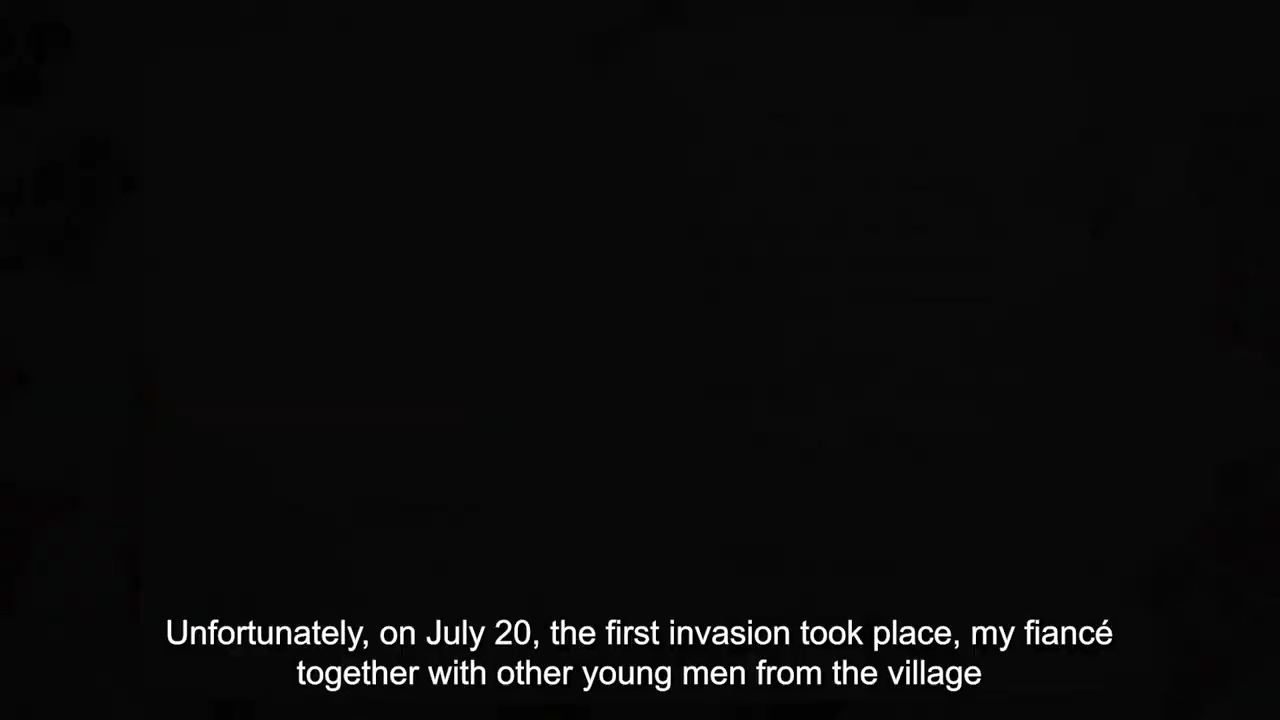 Unfortunately, on July 20, the first invasion took place, my fiancé
together with other young men from the village